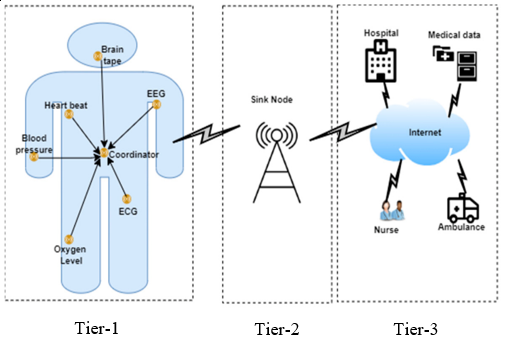 Brain
tape
Heart beat
EEG
Blood
pressure
Coordinator
ECG
Oxygen
Level
Sink Node
Hospital
Medical data
Internet
Nurse
Ambulance
Tier-1
Tier-2
Tier-3